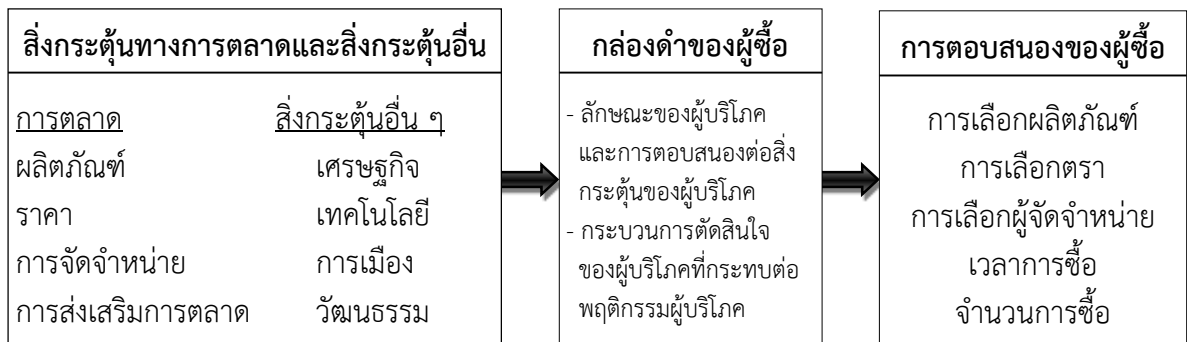 สิ่งกระตุ้นทางการตลาดและสิ่งกระตุ้นอื่น
การตลาด สิ่งกระตุ้นอื่น ๆ
ผลิตภัณฑ์ เศรษฐกิจ
ราคา เทคโนโลยี
การจัดจำหน่าย การเมือง
การส่งเสริมการตลาด วัฒนธรรม
กล่องดำของผู้ซื้อ
- ลักษณะของผู้บริโภค
และการตอบสนองต่อสิ่ง
กระตุ้นของผู้บริโภค
- กระบวนการตัดสินใจ
ของผู้บริโภคที่กระทบต่อ
พฤติกรรมผู้บริโภค
การตอบสนองของผู้ซื้อ
การเลือกผลิตภัณฑ์
การเลือกตรา
การเลือกผู้จัดจำหน่าย
เวลาการซื้อ
จำนวนการซื้อ